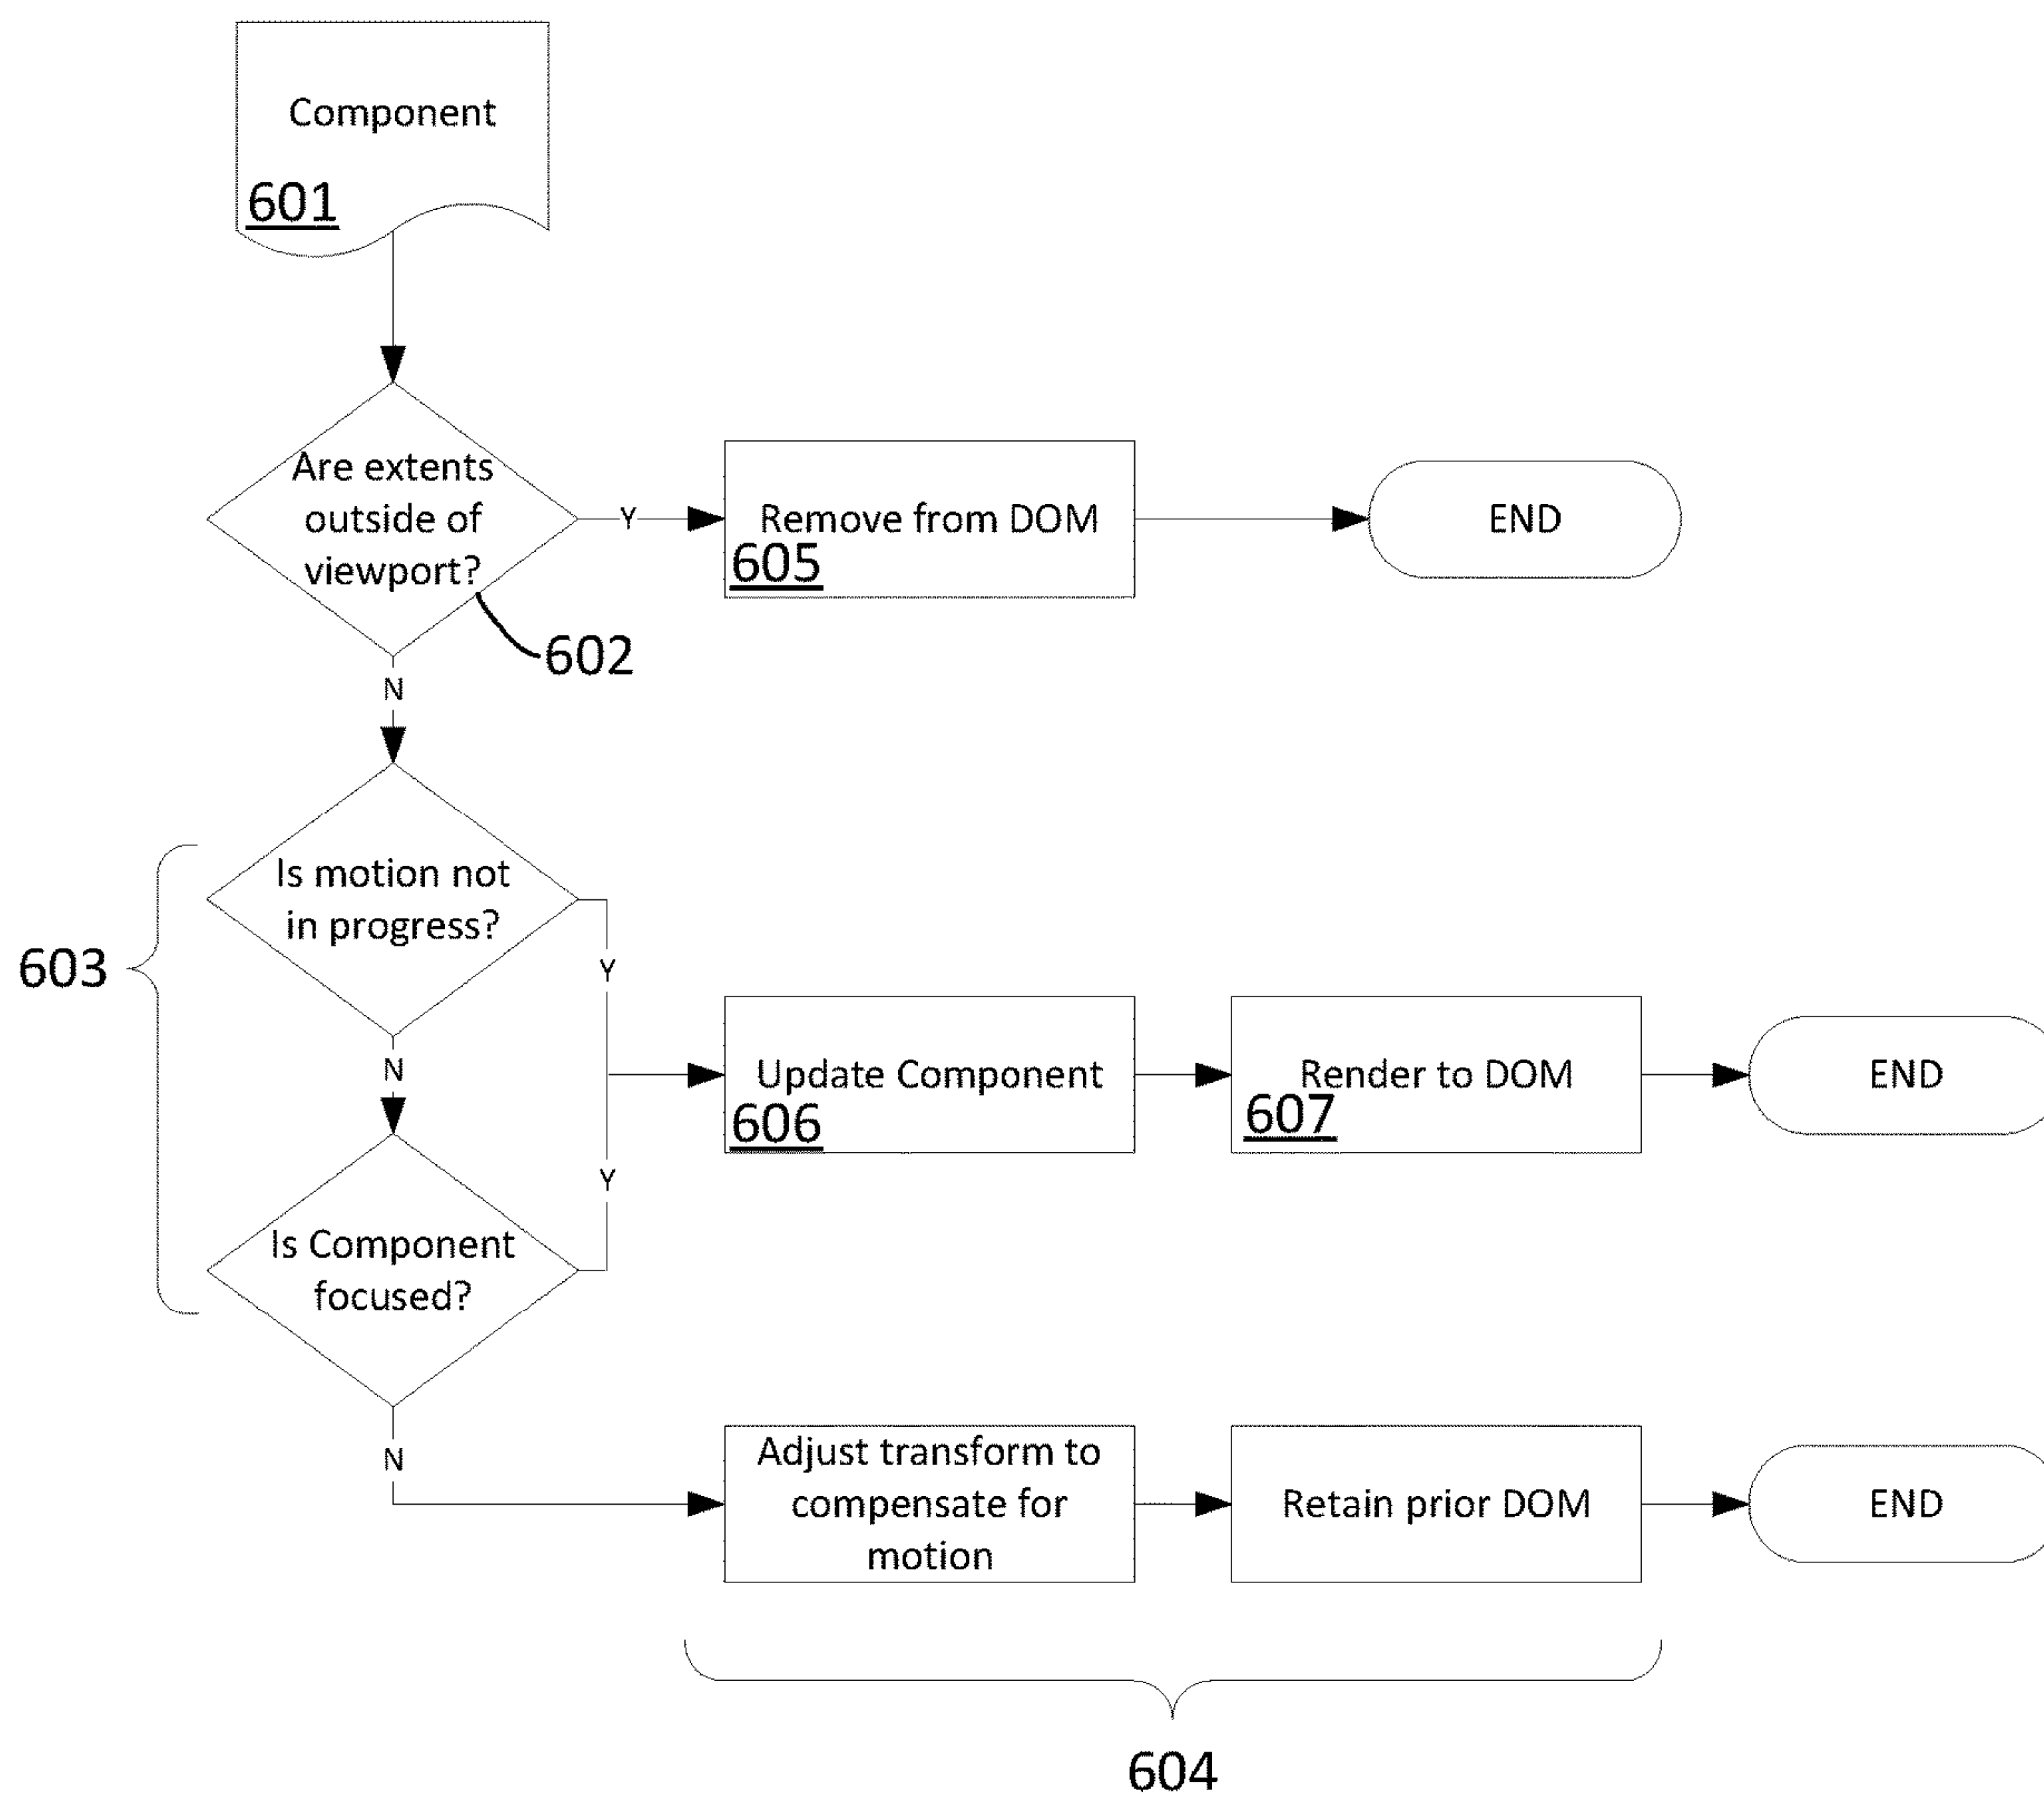 Component
601
Are extents
outside of
viewport?
Y
Remove from DOM
605
END
602
N
Is motion not
in progress?
603
Y
N
Update Component
606
Render to DOM
607
END
Y
Is Component
focused?
N
Adjust transform to
compensate for
motion
Retain prior DOM
END
604